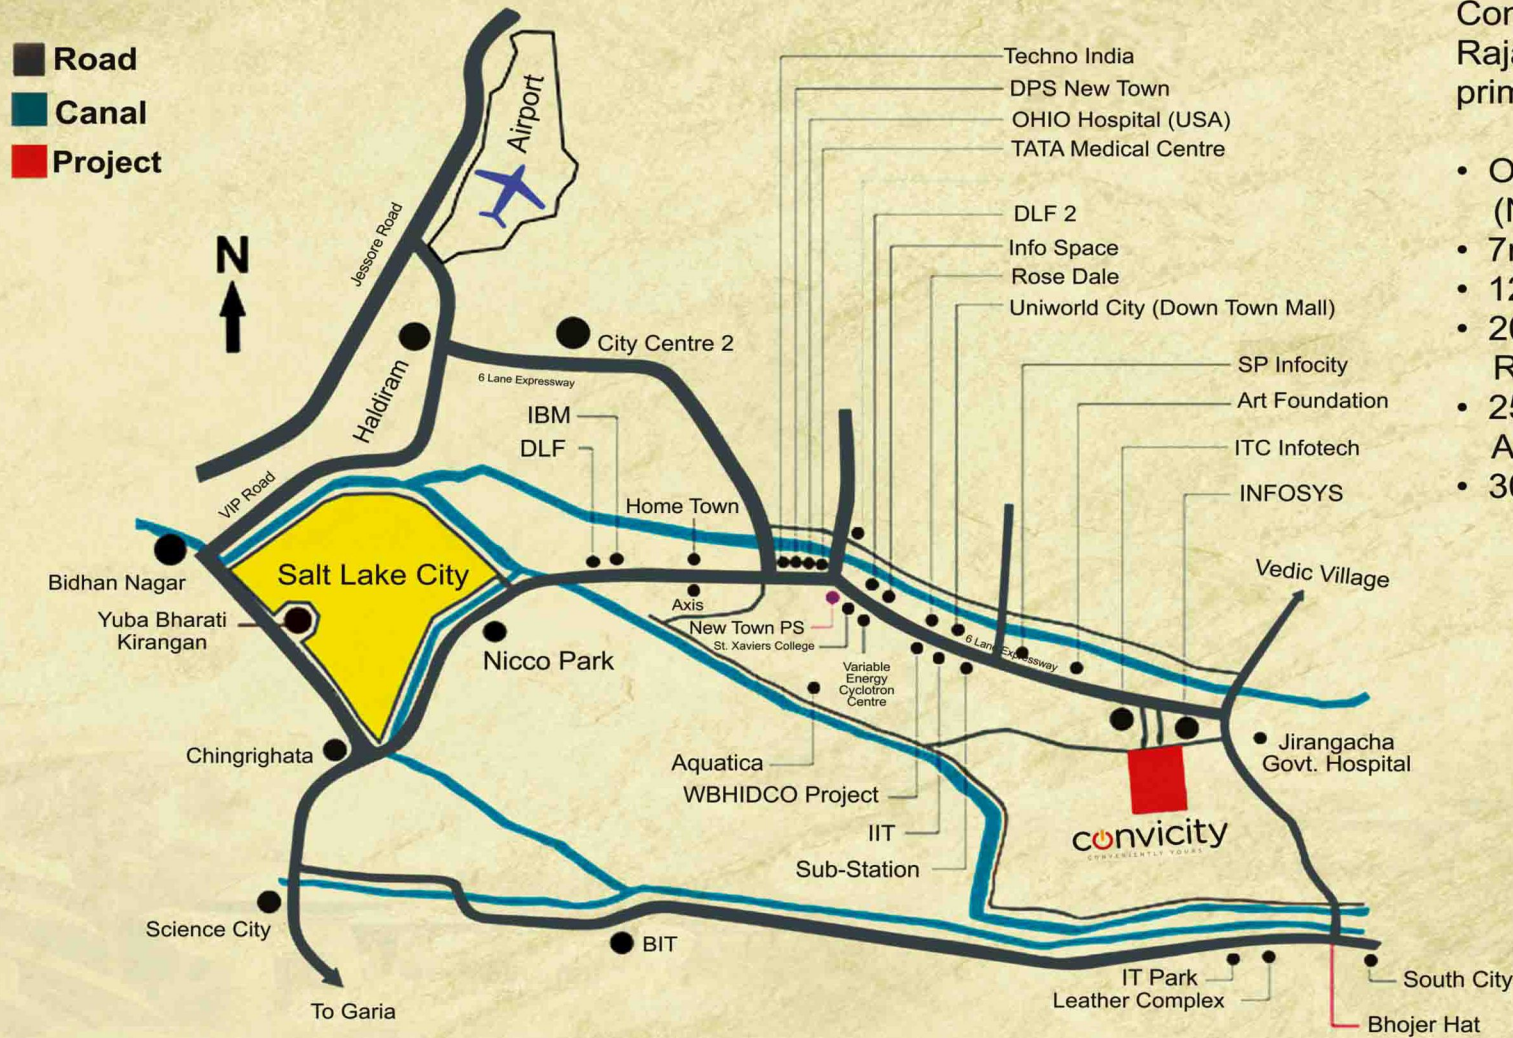 Road
Canal
Project
N
Airport
Jessore Road
Haldiram
VIP Road
City Centre 2
6 Lane Expressway
IBM
DLF
Home Town
Axis
New Town PS
St. Xaviers College
Variable
Energy
Cyclotron
Centre
Techno India
DPS New Town
OHIO Hospital (USA)
TATA Medical Centre
DLF 2
Info Space
Rose Dale
Uniworld City (Down Town Mall)
SP Infocity
Art Foundation
ITC Infotech
INFOSYS
6 Lane Expressway
Vedic Village
Bidhan Nagar
Salt Lake City
Yuba Bharati
Kirangan
Nicco Park
Chingrighata
Aquatica
WBHIDCO Project
IIT
Sub-Station
Jirangacha
Govt. Hospital
convicity
CONVENIENTLY YOURS
Science City
BIT
To Garia
IT Park
Leather Complex
South City
Bhojer Hat